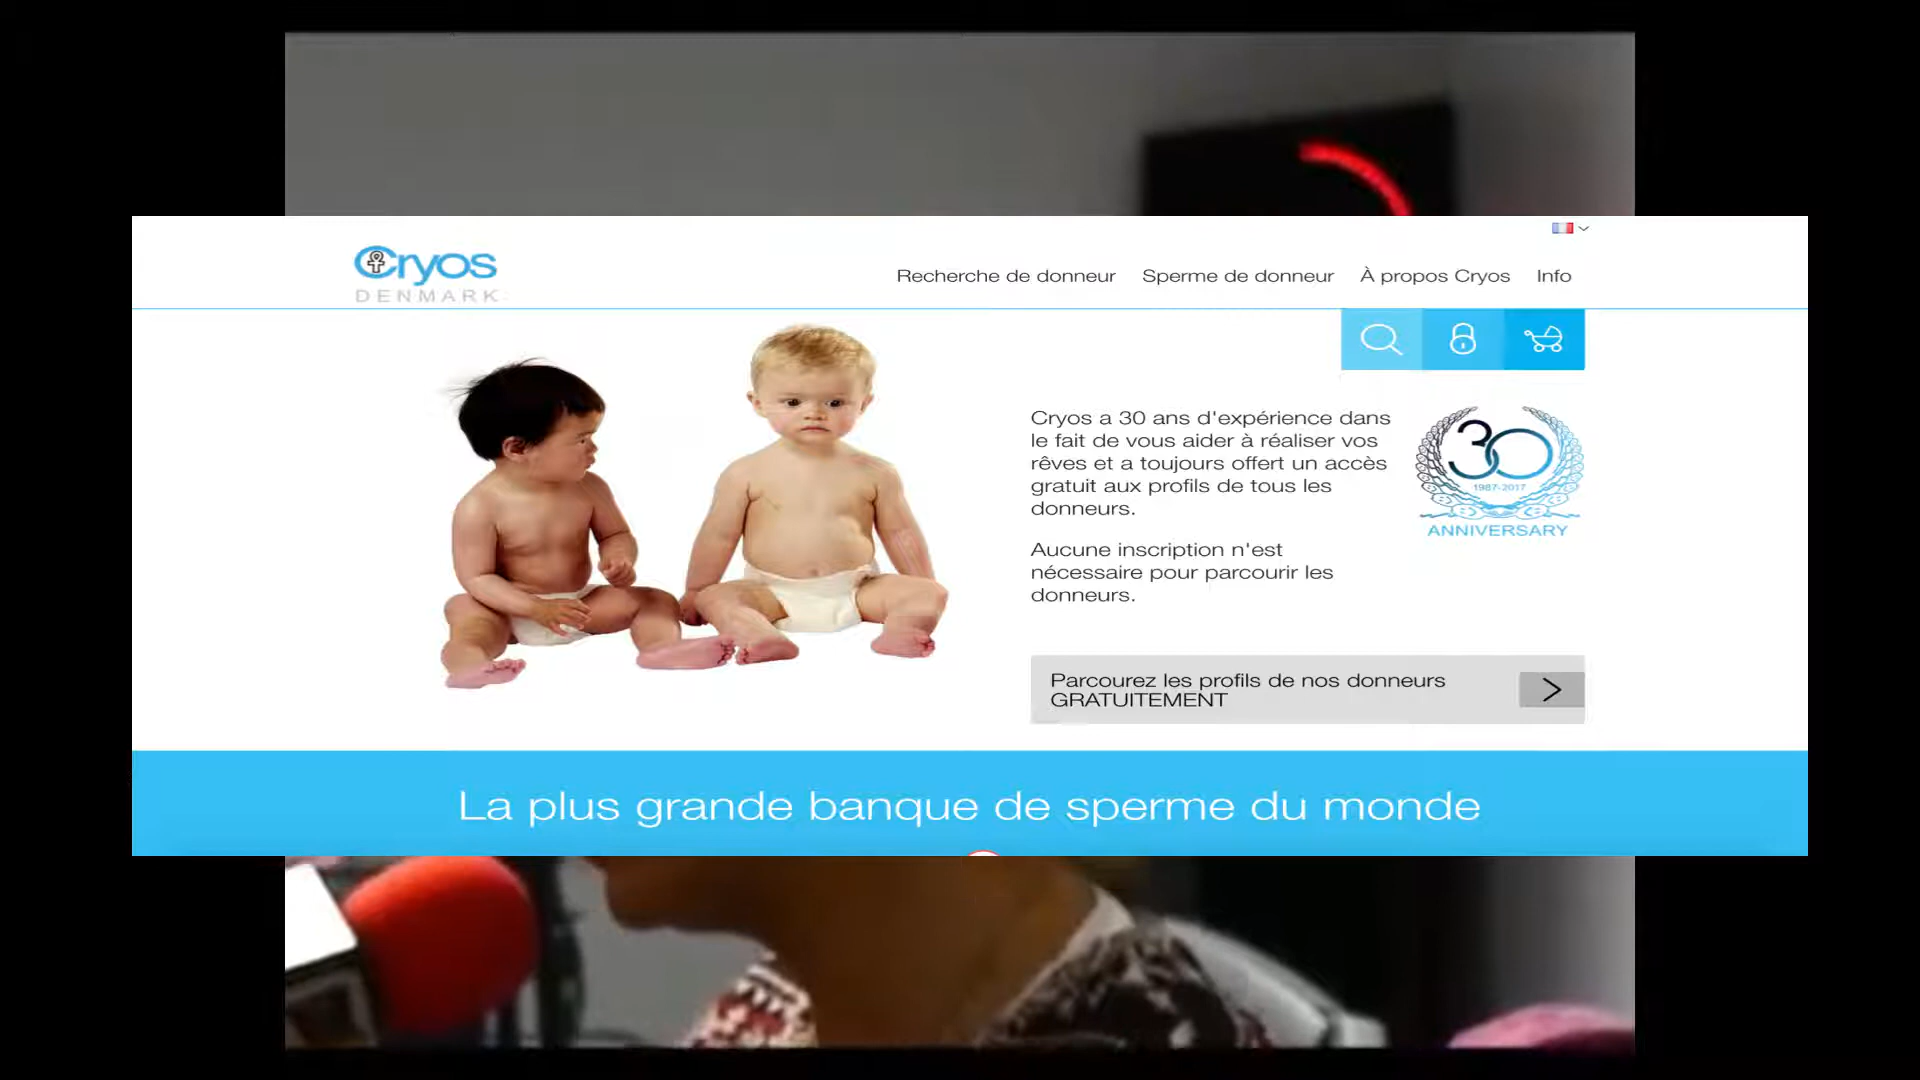 Cryos
DENMARK
Recherche de donneur
Sperme de donneur
À propos Cryos
Info
Cryos a 30 ans d'expérience dans
le fait de vous aider à réaliser vos
rêves et a toujours offert un accès
gratuit aux profils de tous les
donneurs.
30
1987-2017
ANNIVERSARY
Aucune inscription n'est
nécessaire pour parcourir les
donneurs.
Parcourez les profils de nos donneurs
GRATUITEMENT
La plus grande banque de sperme du monde